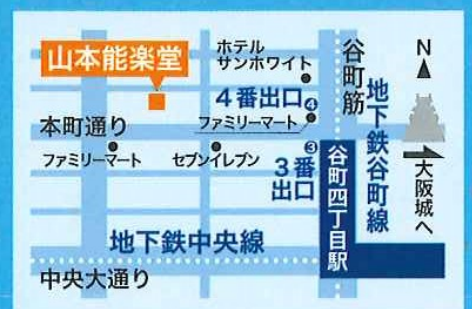 山本能楽堂
ホテル
サンホワイト
谷町筋
N
4番出口
❹
地下鉄谷町線
本町通り
ファミリーマート
ファミリーマート
セブンイレブン
❸
3番
出口
谷町四丁目駅
大阪城へ
地下鉄中央線
中央大通り